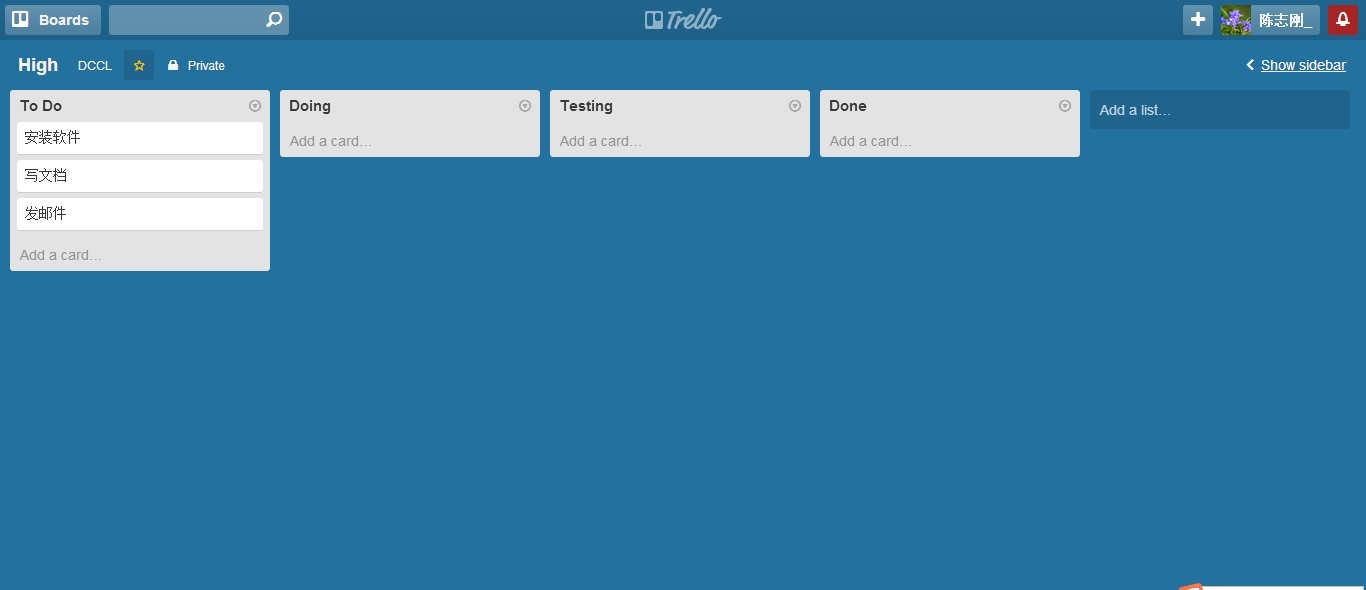 Boards
Trello
陈志刚_
High
DCCL
Private
Show sidebar
To Do
安装软件
写文档
发邮件
Add a card…
Doing
Add a card…
Testing
Add a card…
Done
Add a card…
Add a list…